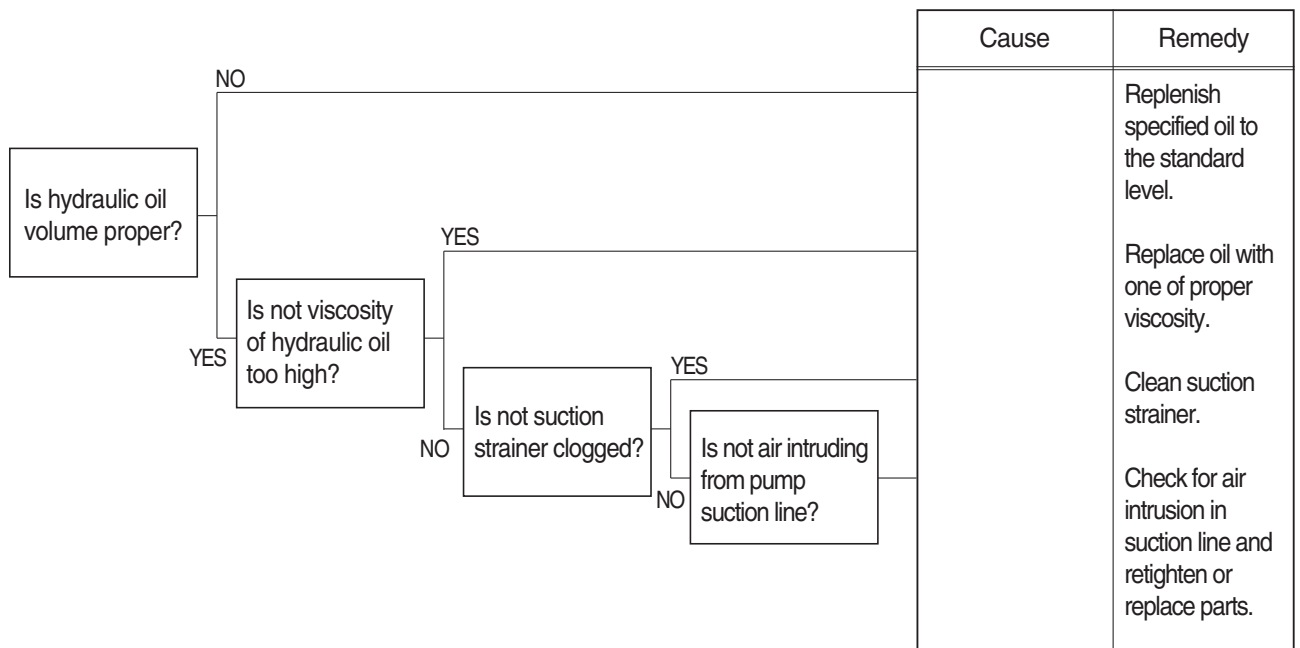 Cause
Remedy
NO
Replenish
specified oil to
the standard
level.
Is hydraulic oil
volume proper?
YES
YES
Replace oil with
one of proper
viscosity.
Is not viscosity
of hydraulic oil
too high?
NO
YES
Clean suction
strainer.
Is not suction
strainer clogged?
NO
Is not air intruding
from pump
suction line?
Check for air
intrusion in
suction line and
retighten or
replace parts.